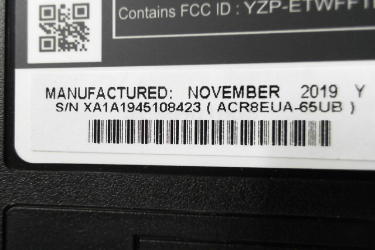 Contains FCC ID : YZP-ETWFF
MANUFACTURED: NOVEMBER 2019 Y
S/N XA1A1945108423 ( ACR8EUA-65UB )